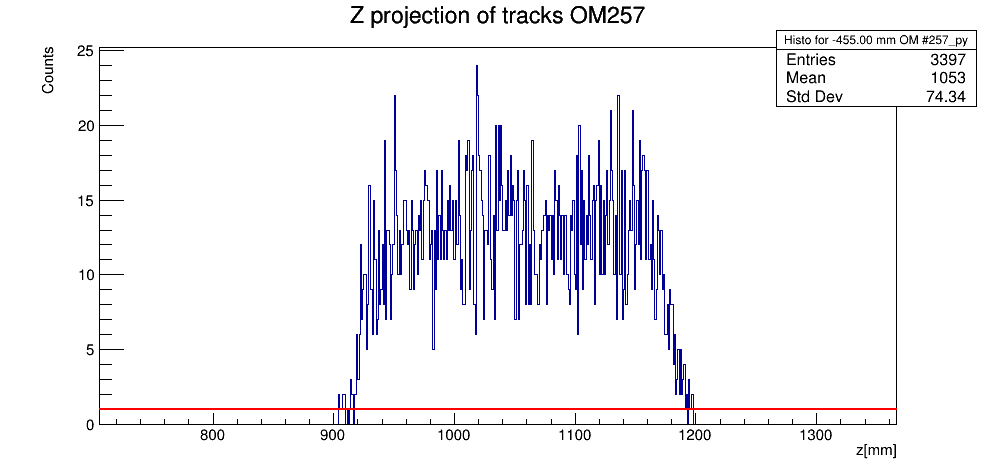 Z projection of tracks OM257
Histo for -455.00 mm OM #257_py
Entries 3397
Mean 1053
Std Dev 74.34
Counts
25
20
15
10
5
0
800 900 1000 1100 1200 1300
z[mm]